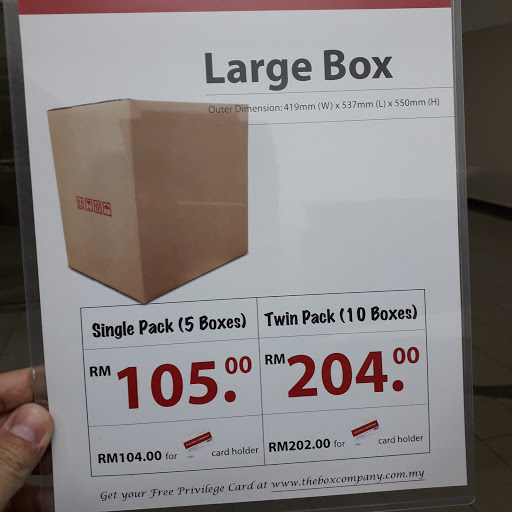 Large Box
Outer Dimension: 419mm (W) x 537mm (L) x 550mm (H)
Single Pack (5 Boxes)
RM 105.00
RM104.00 for card holder
Twin Pack (10 Boxes)
RM 204.00
RM202.00 for card holder
Get your Free Privilege Card at www.theboxcompany.com.my